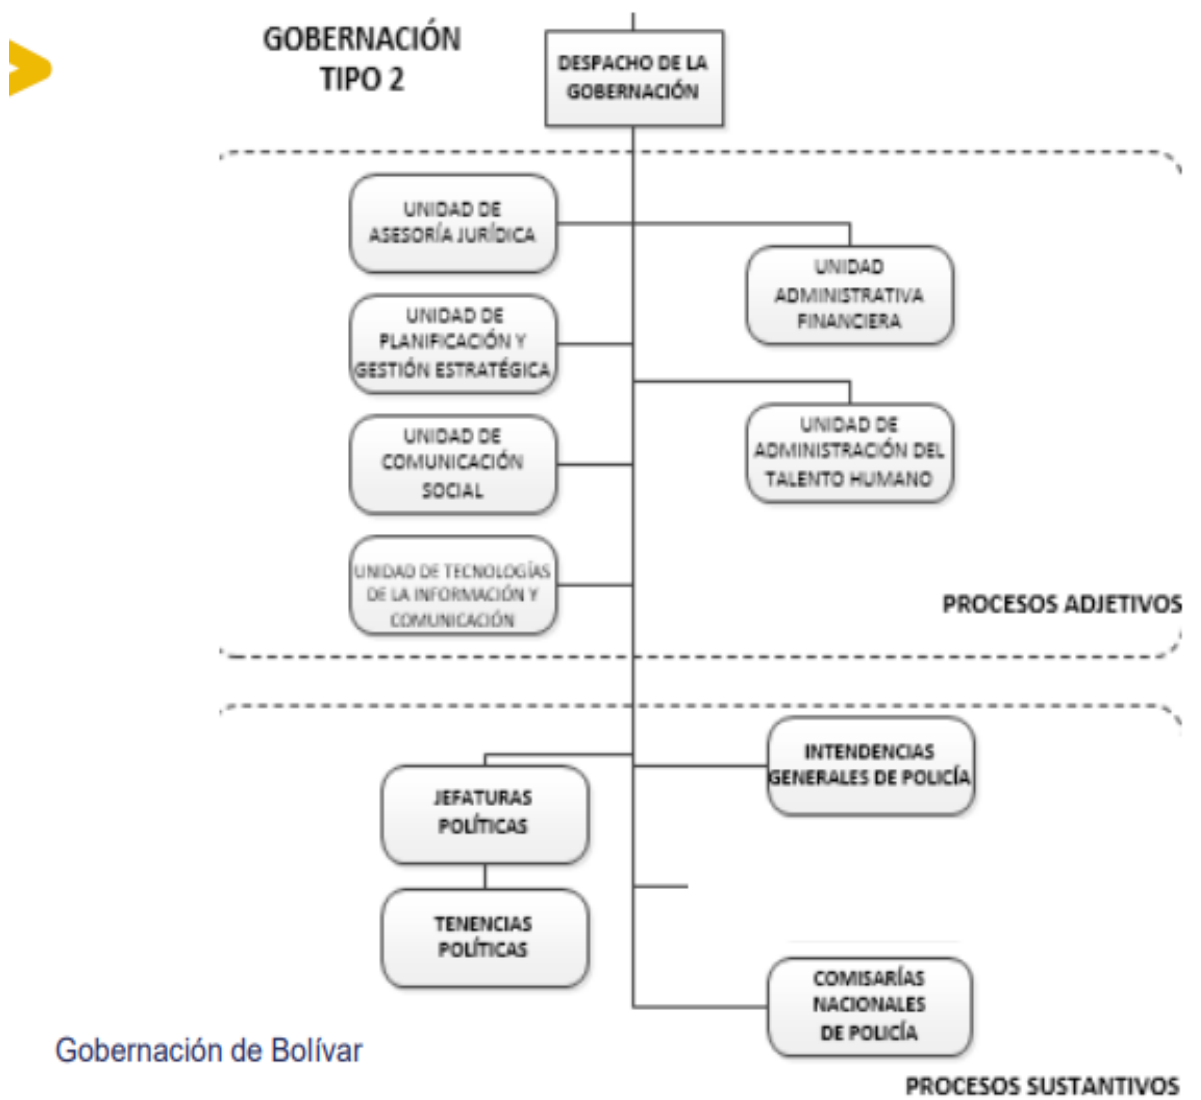 GOBERNACIÓN
TIPO 2
DESPACHO DE LA
GOBERNACIÓN
UNIDAD DE
ASESORÍA JURÍDICA
UNIDAD
ADMINISTRATIVA
FINANCIERA
UNIDAD DE
PLANIFICACIÓN Y
GESTIÓN ESTRATÉGICA
UNIDAD DE
ADMINISTRACIÓN DEL
TALENTO HUMANO
UNIDAD DE
COMUNICACIÓN
SOCIAL
UNIDAD DE TECNOLOGÍAS
DE LA INFORMACIÓN Y
COMUNICACIÓN
PROCESOS ADJETIVOS
INTENDENCIAS
GENERALES DE POLICÍA
JEFATURAS
POLÍTICAS
TENENCIAS
POLÍTICAS
COMISARÍAS
NACIONALES
DE POLICÍA
Gobernación de Bolívar
PROCESOS SUSTANTIVOS